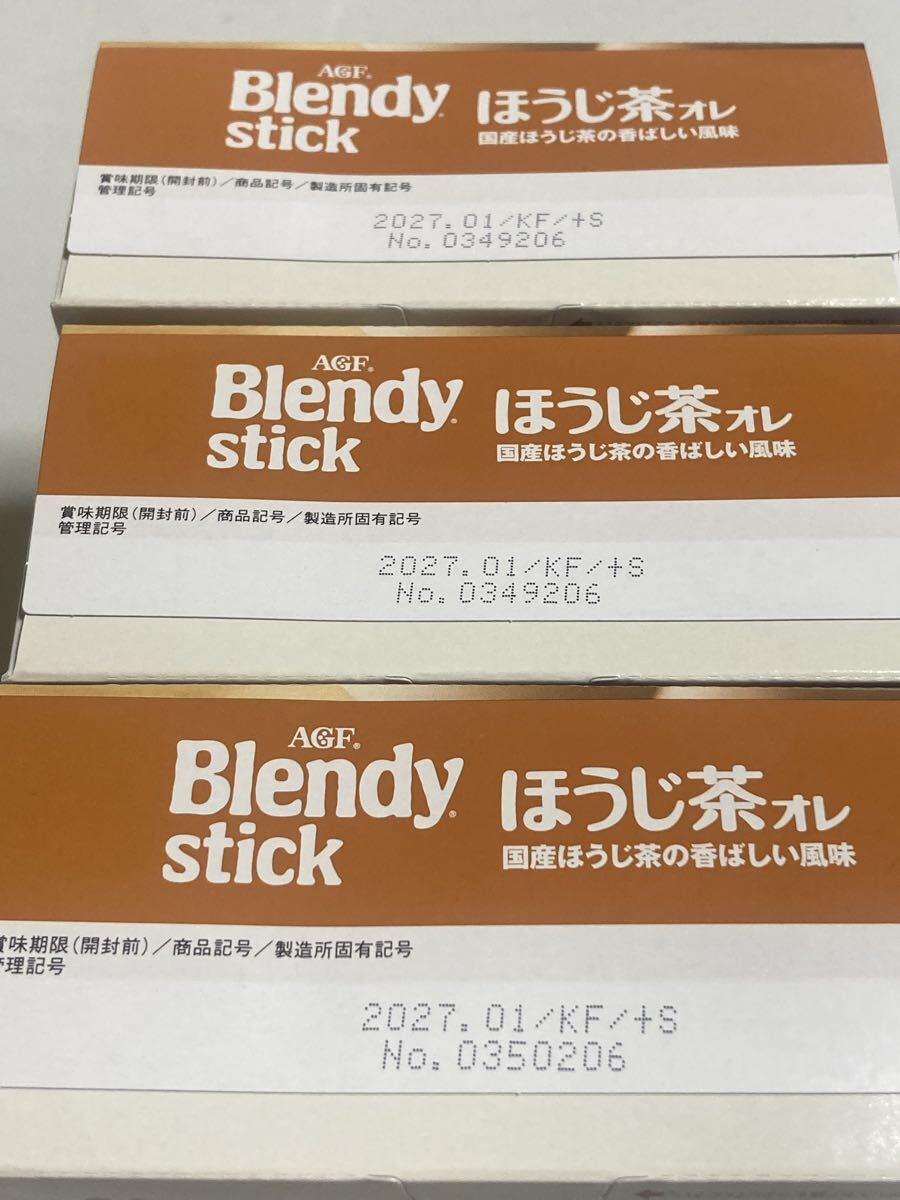 AGF®
Blendy®
stick
ほうじ茶オレ
国産ほうじ茶の香ばしい風味
賞味期限(開封前)/商品記号/製造所固有記号
管理記号
2027.01/KF/+S
No.0349206
AGF®
Blendy®
stick
ほうじ茶オレ
国産ほうじ茶の香ばしい風味
賞味期限(開封前)/商品記号/製造所固有記号
管理記号
2027.01/KF/+S
No.0349206
AGF®
Blendy®
stick
ほうじ茶オレ
国産ほうじ茶の香ばしい風味
賞味期限(開封前)/商品記号/製造所固有記号
管理記号
2027.01/KF/+S
No.0350206